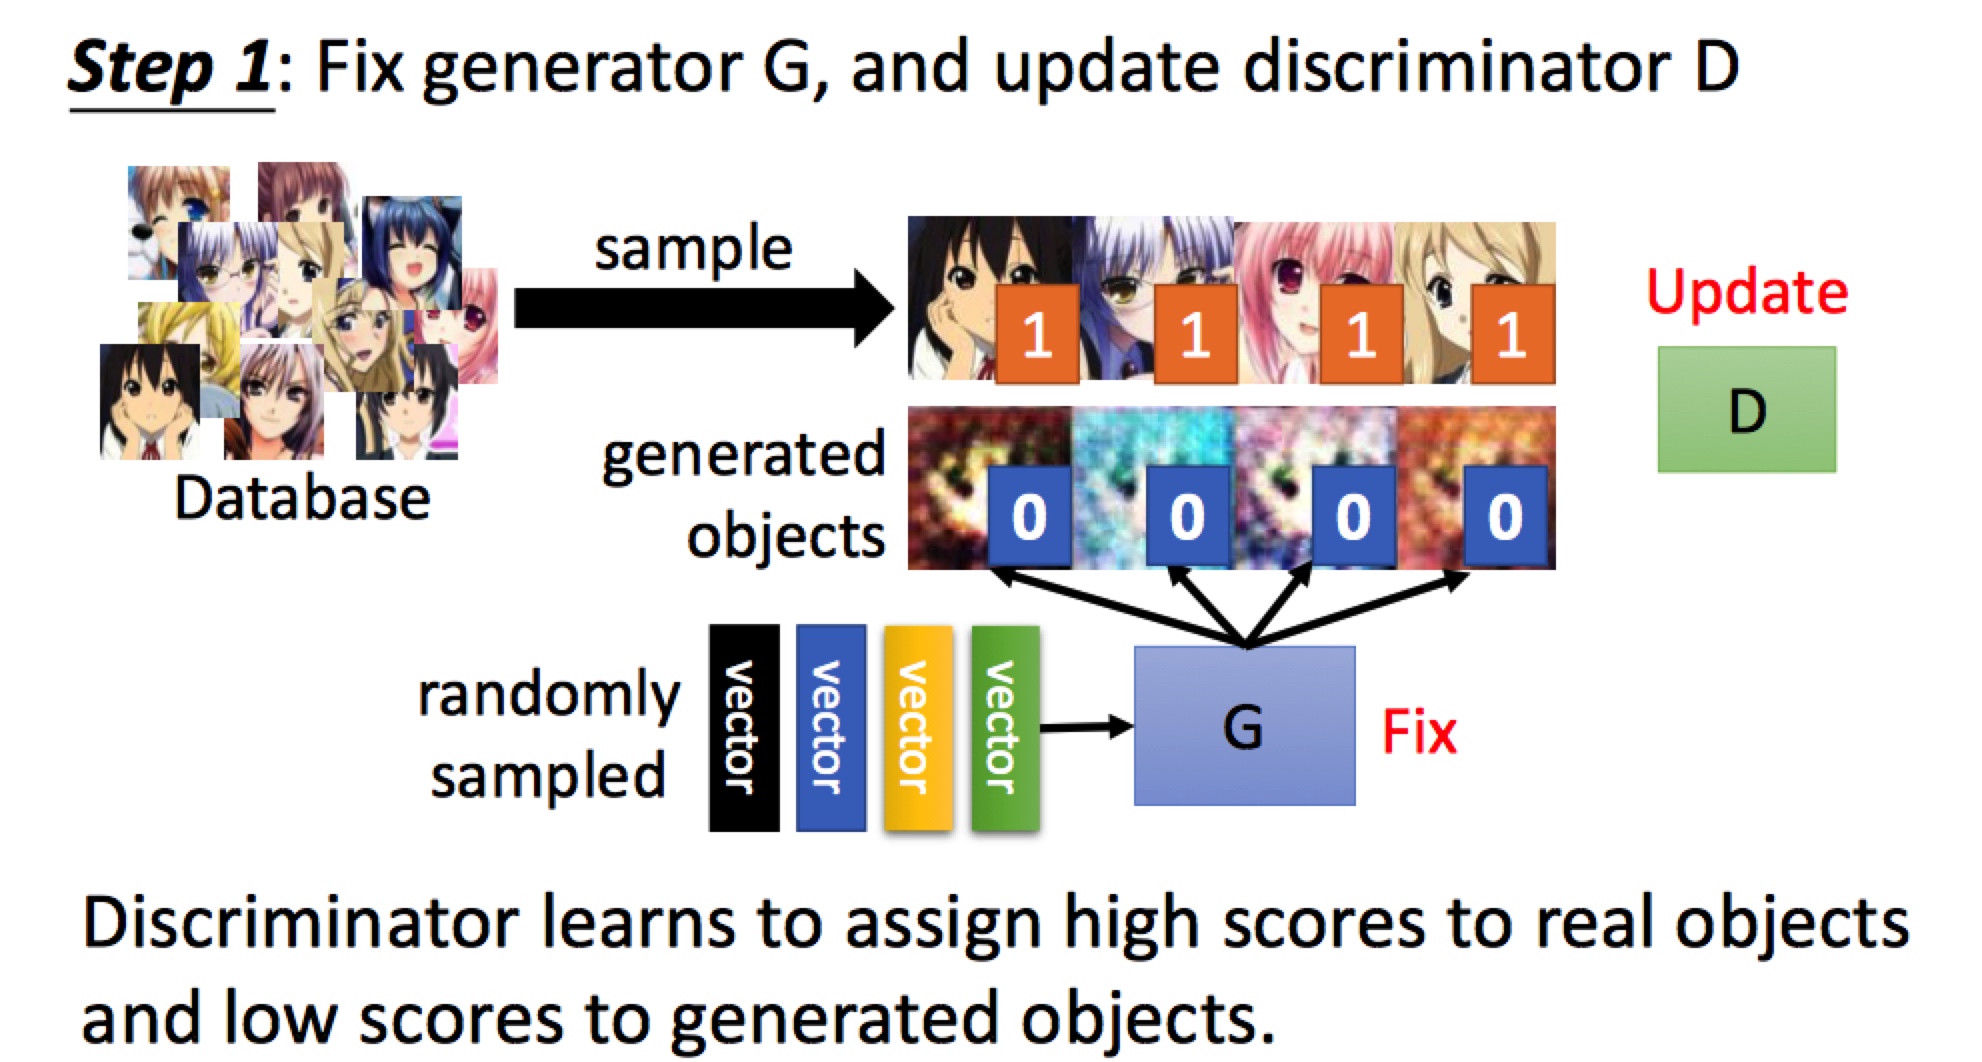 Step 1: Fix generator G, and update discriminator D
sample
1 1 1 1
Update
D
Database
generated
objects
0 0 0 0
randomly
sampled
vector
vector
vector
vector
G
Fix
Discriminator learns to assign high scores to real objects
and low scores to generated objects.